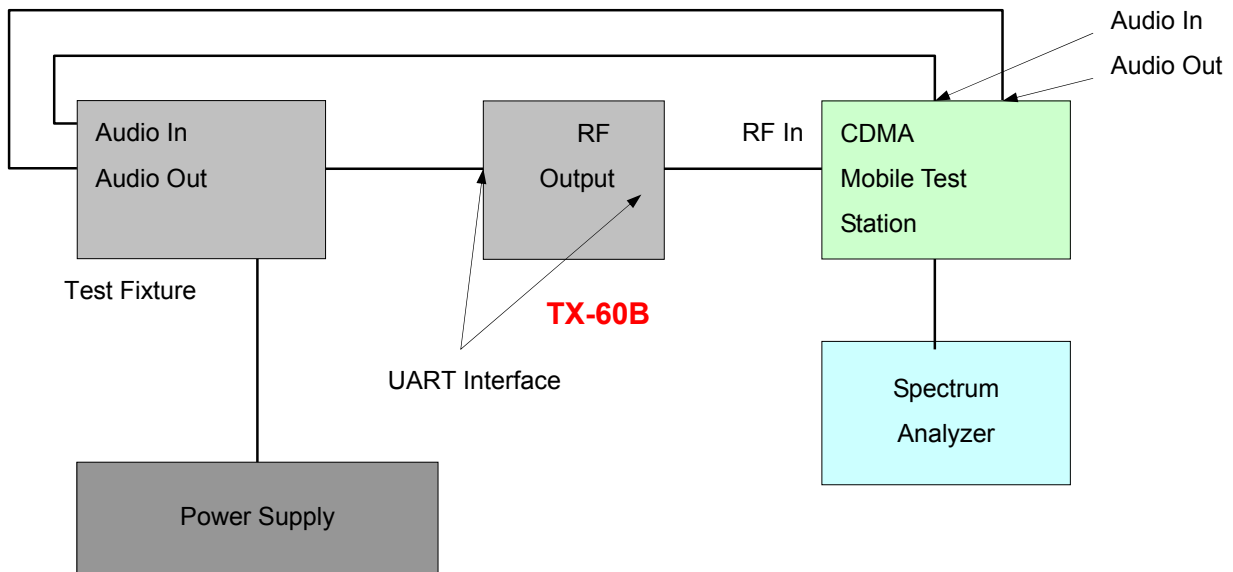 Audio In
Audio Out
Audio In
Audio Out
RF
Output
RF In
CDMA
Mobile Test
Station
Test Fixture
TX-60B
UART Interface
Spectrum
Analyzer
Power Supply